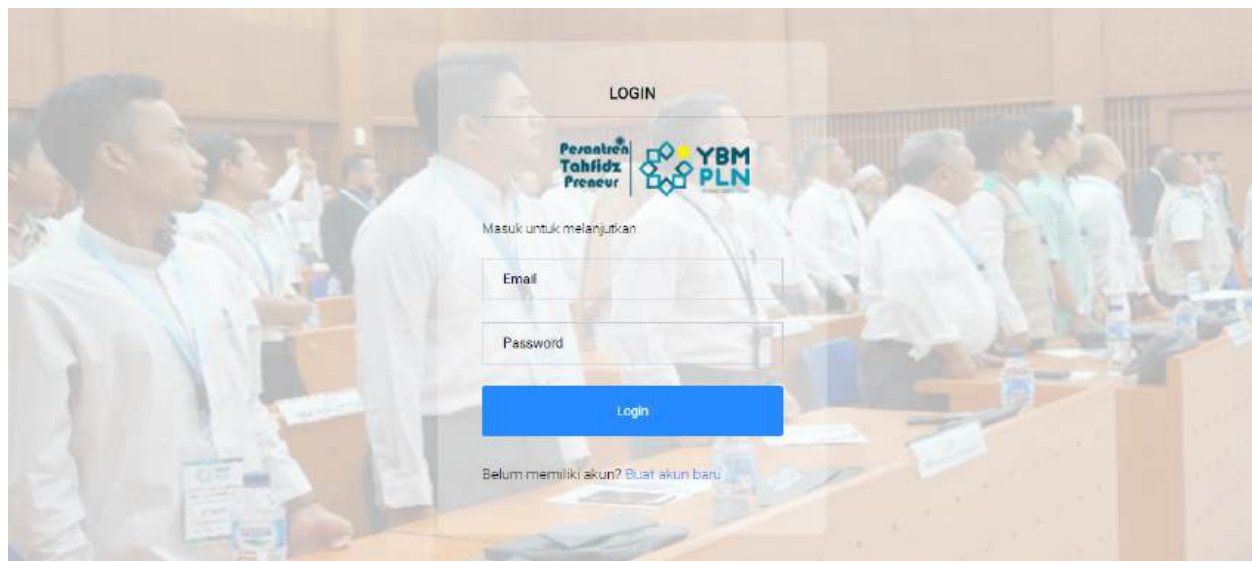 LOGIN
Pesantren
Tahfidz
Preneur
YBM
PLN
Masuk untuk melanjutkan
Email
Password
Login
Belum memiliki akun? Buat akun baru